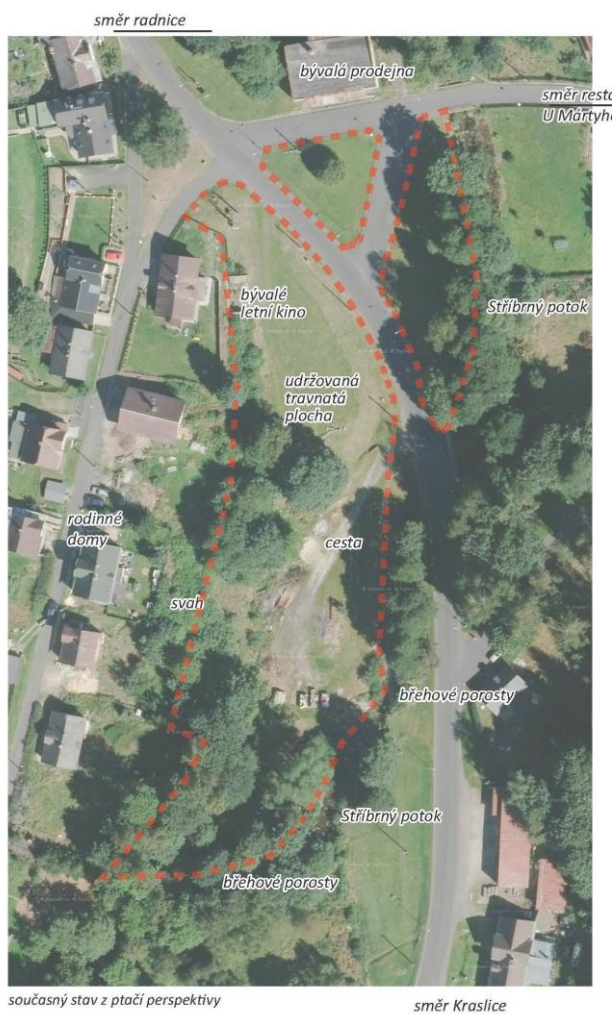 směr radnice
bývalá prodejna
směr resta
U Mártyho
Stříbrný potok
bývalé
letní kino
udržovaná
travnatá
plocha
rodinné
domy
cesta
svah
břehové porosty
Stříbrný potok
břehové porosty
současný stav z ptačí perspektivy
směr Kraslice